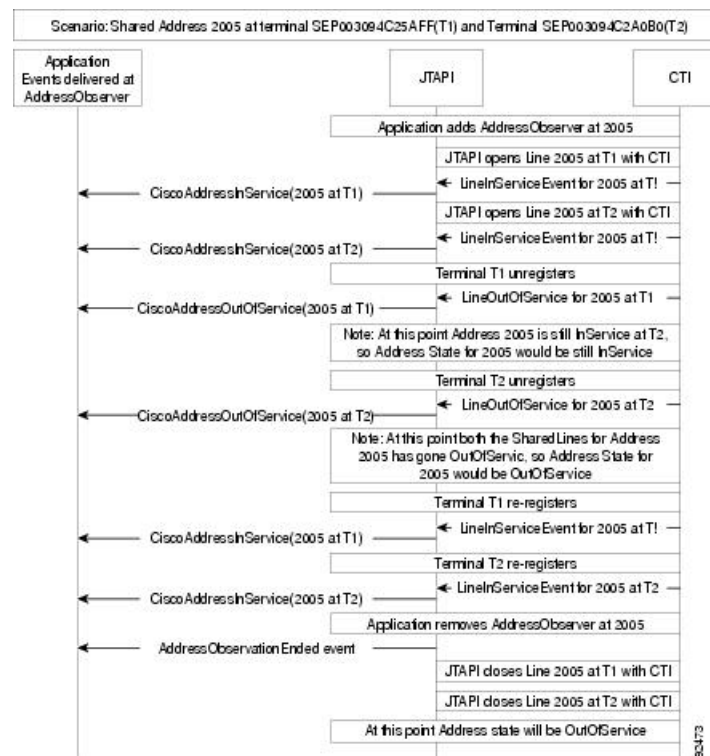 Scenario: Shared Address 2005 at terminal SEP003094C25AFF(T1) and Terminal SEP003094C2A0B0(T2)
Application
Events delivered at
AddressObserver
JTAPI
CTI
Application adds AddressObserver at 2005
JTAPI opens Line 2005 at T1 with CTI
LineInServiceEvent for 2005 at T!
CiscoAddressInService(2005 at T1)
JTAPI opens Line 2005 at T2 with CTI
LineInServiceEvent for 2005 at T!
CiscoAddressInService(2005 at T2)
Terminal T1 unregisters
LineOutOfService for 2005 at T1
CiscoAddressOutOfService(2005 at T1)
Note: At this point Address 2005 is still InService at T2,
so Address State for 2005 would be still InService
Terminal T2 unregisters
LineOutOfService for 2005 at T2
CiscoAddressOutOfService(2005 at T2)
Note: At this point both the SharedLines for Address
2005 has gone OutOfServic, so Address State for
2005 would be OutOfService
Terminal T1 re-registers
LineInServiceEvent for 2005 at T!
CiscoAddressInService(2005 at T1)
Terminal T2 re-registers
LineInServiceEvent for 2005 at T2
CiscoAddressInService(2005 at T2)
Application removes AddressObserver at 2005
AddressObservationEnded event
JTAPI closes Line 2005 at T1 with CTI
JTAPI closes Line 2005 at T2 with CTI
At this point Address state will be OutOfService
92473